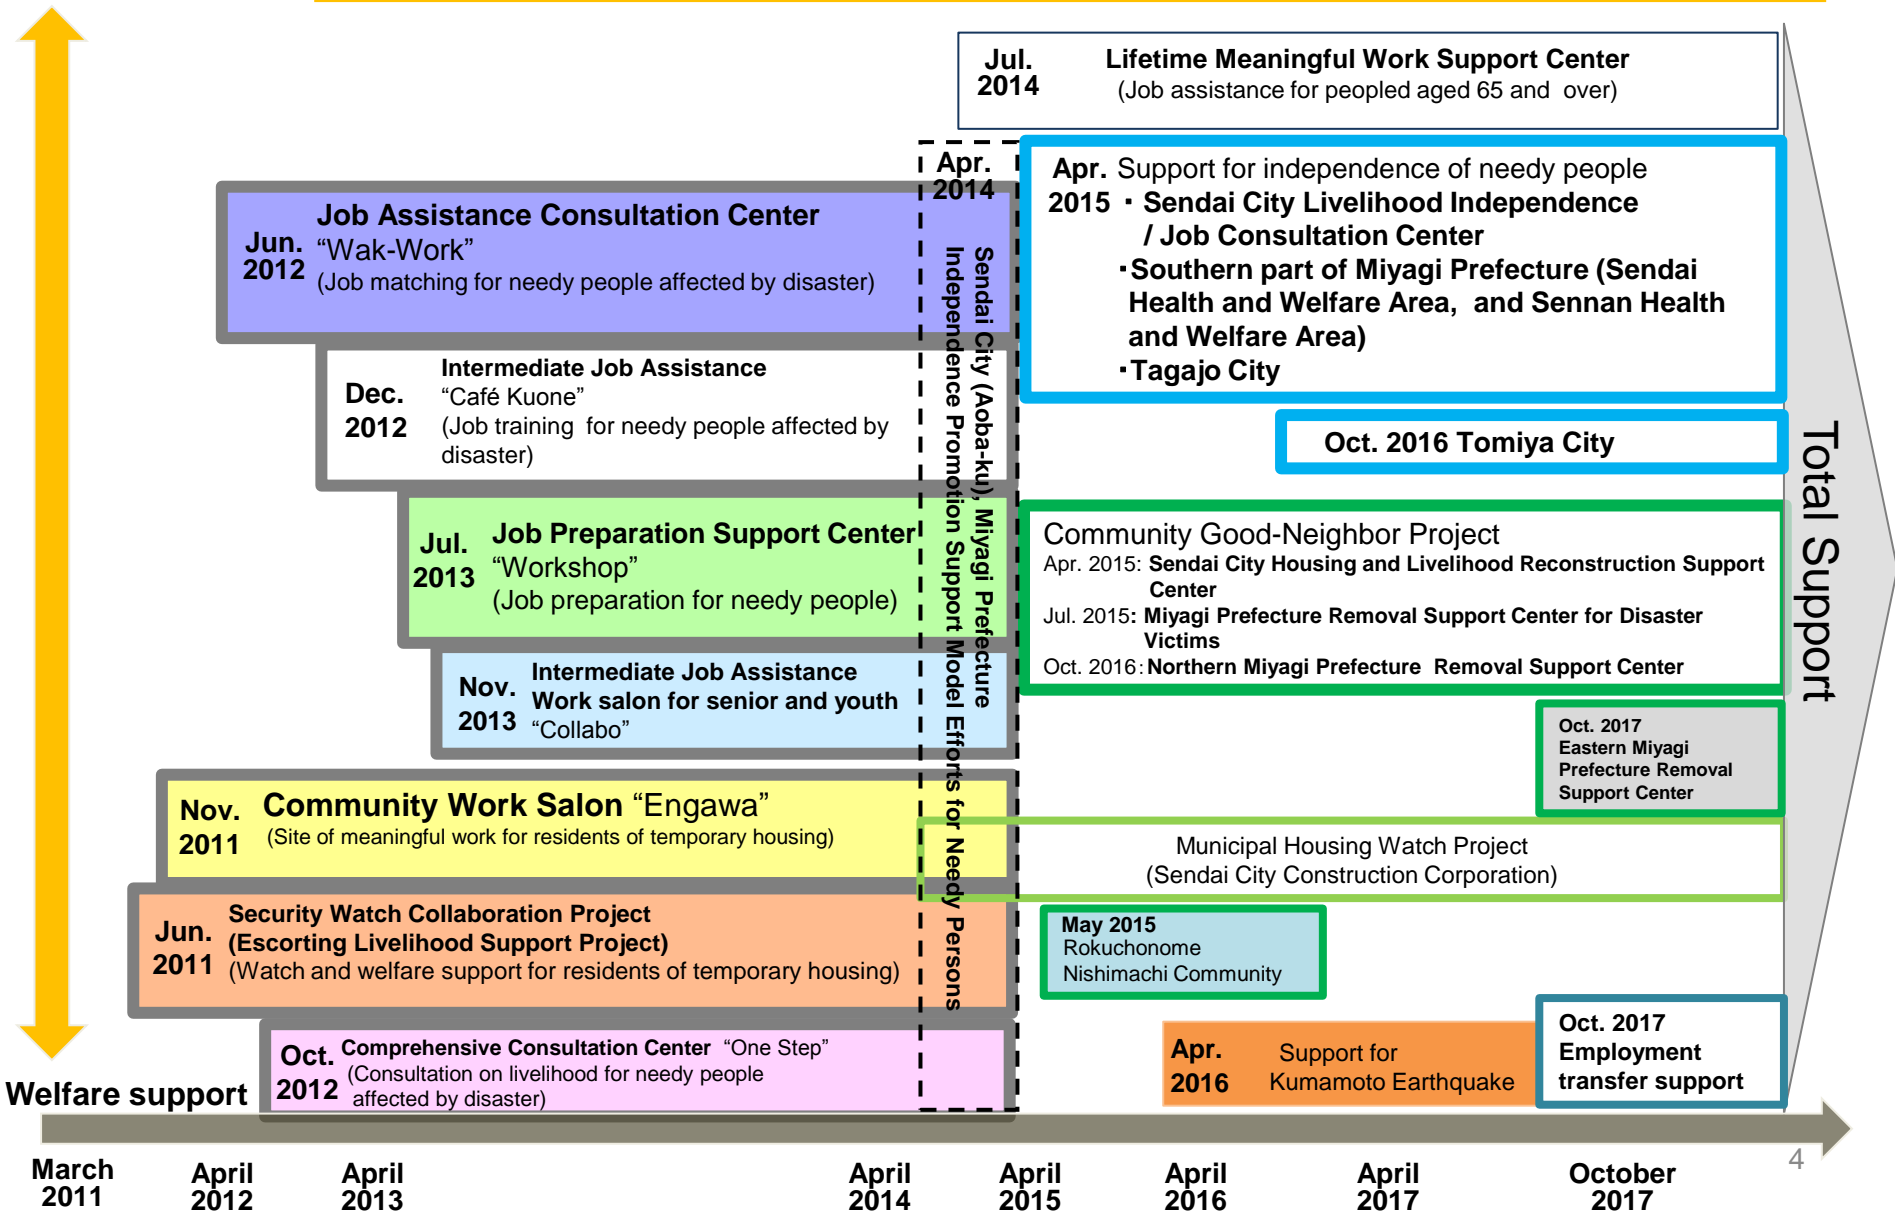 Jul.
2014
Lifetime Meaningful Work Support Center
(Job assistance for peopled aged 65 and over)
Apr.
2014
Sendai City (Aoba-ku), Miyagi Prefecture
Independence Promotion Support Model Efforts for Needy Persons
Apr. Support for independence of needy people
2015 ・Sendai City Livelihood Independence
/ Job Consultation Center
・Southern part of Miyagi Prefecture (Sendai
Health and Welfare Area, and Sennan Health
and Welfare Area)
・Tagajo City
Jun.
2012
Job Assistance Consultation Center
“Wak-Work”
(Job matching for needy people affected by disaster)
Dec.
2012
Intermediate Job Assistance
“Café Kuone”
(Job training for needy people affected by
disaster)
Oct. 2016 Tomiya City
Total Support
Jul.
2013
Job Preparation Support Center
“Workshop”
(Job preparation for needy people)
Community Good-Neighbor Project
Apr. 2015: Sendai City Housing and Livelihood Reconstruction Support
Center
Jul. 2015: Miyagi Prefecture Removal Support Center for Disaster
Victims
Oct. 2016: Northern Miyagi Prefecture Removal Support Center
Nov.
2013
Intermediate Job Assistance
Work salon for senior and youth
“Collabo”
Oct. 2017
Eastern Miyagi
Prefecture Removal
Support Center
Nov.
2011
Community Work Salon “Engawa”
(Site of meaningful work for residents of temporary housing)
Municipal Housing Watch Project
(Sendai City Construction Corporation)
Jun.
2011
Security Watch Collaboration Project
(Escorting Livelihood Support Project)
(Watch and welfare support for residents of temporary housing)
May 2015
Rokuchonome
Nishimachi Community
Oct.
2012
Comprehensive Consultation Center “One Step”
(Consultation on livelihood for needy people
affected by disaster)
Apr.
2016
Support for
Kumamoto Earthquake
Oct. 2017
Employment
transfer support
Welfare support
March
2011
April
2012
April
2013
April
2014
April
2015
April
2016
April
2017
October
2017
4